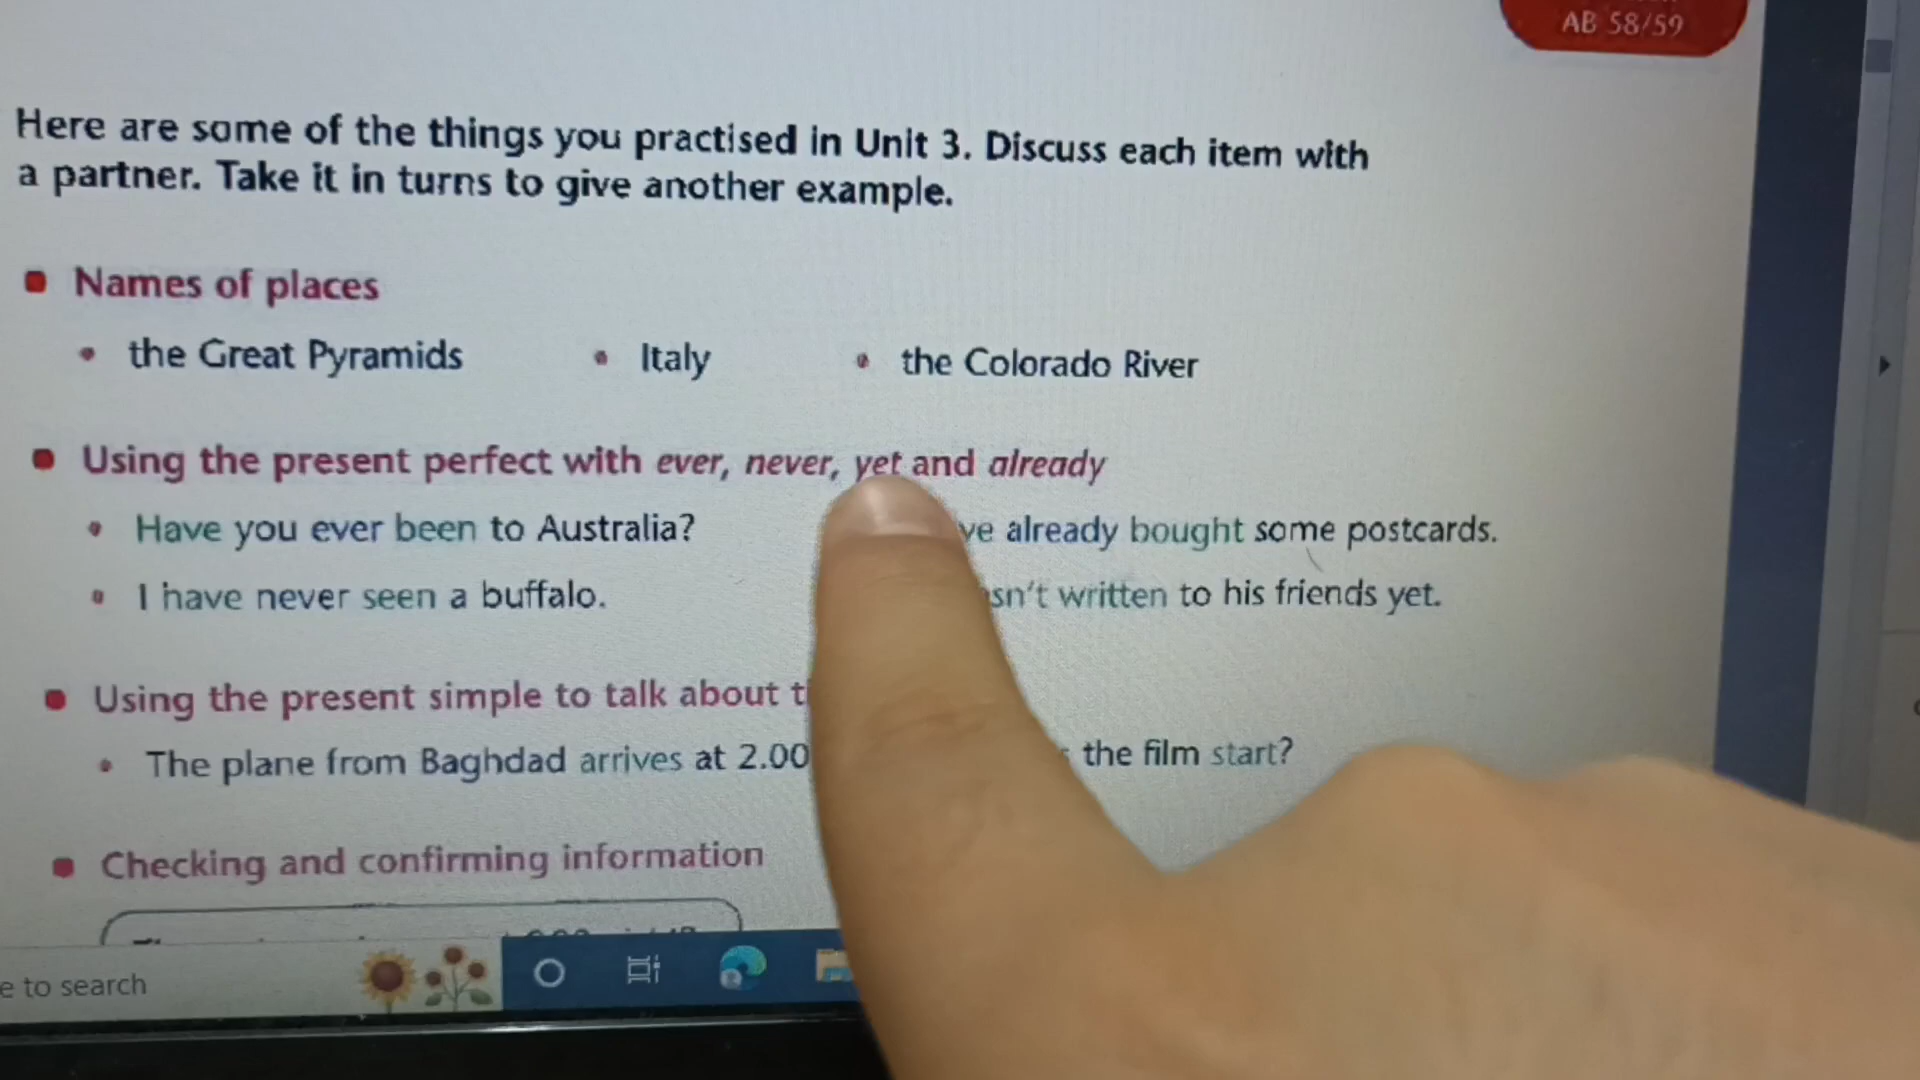 AB 58/59
Here are some of the things you practised in Unit 3. Discuss each item with
a partner. Take it in turns to give another example.
Names of places
the Great Pyramids
Italy
the Colorado River
Using the present perfect with ever, never, yet and already
Have you ever been to Australia?
already bought some postcards.
I have never seen a buffalo.
written to his friends yet.
Using the present simple to talk about
The plane from Baghdad arrives at 2.00
the film start?
Checking and confirming information
to search